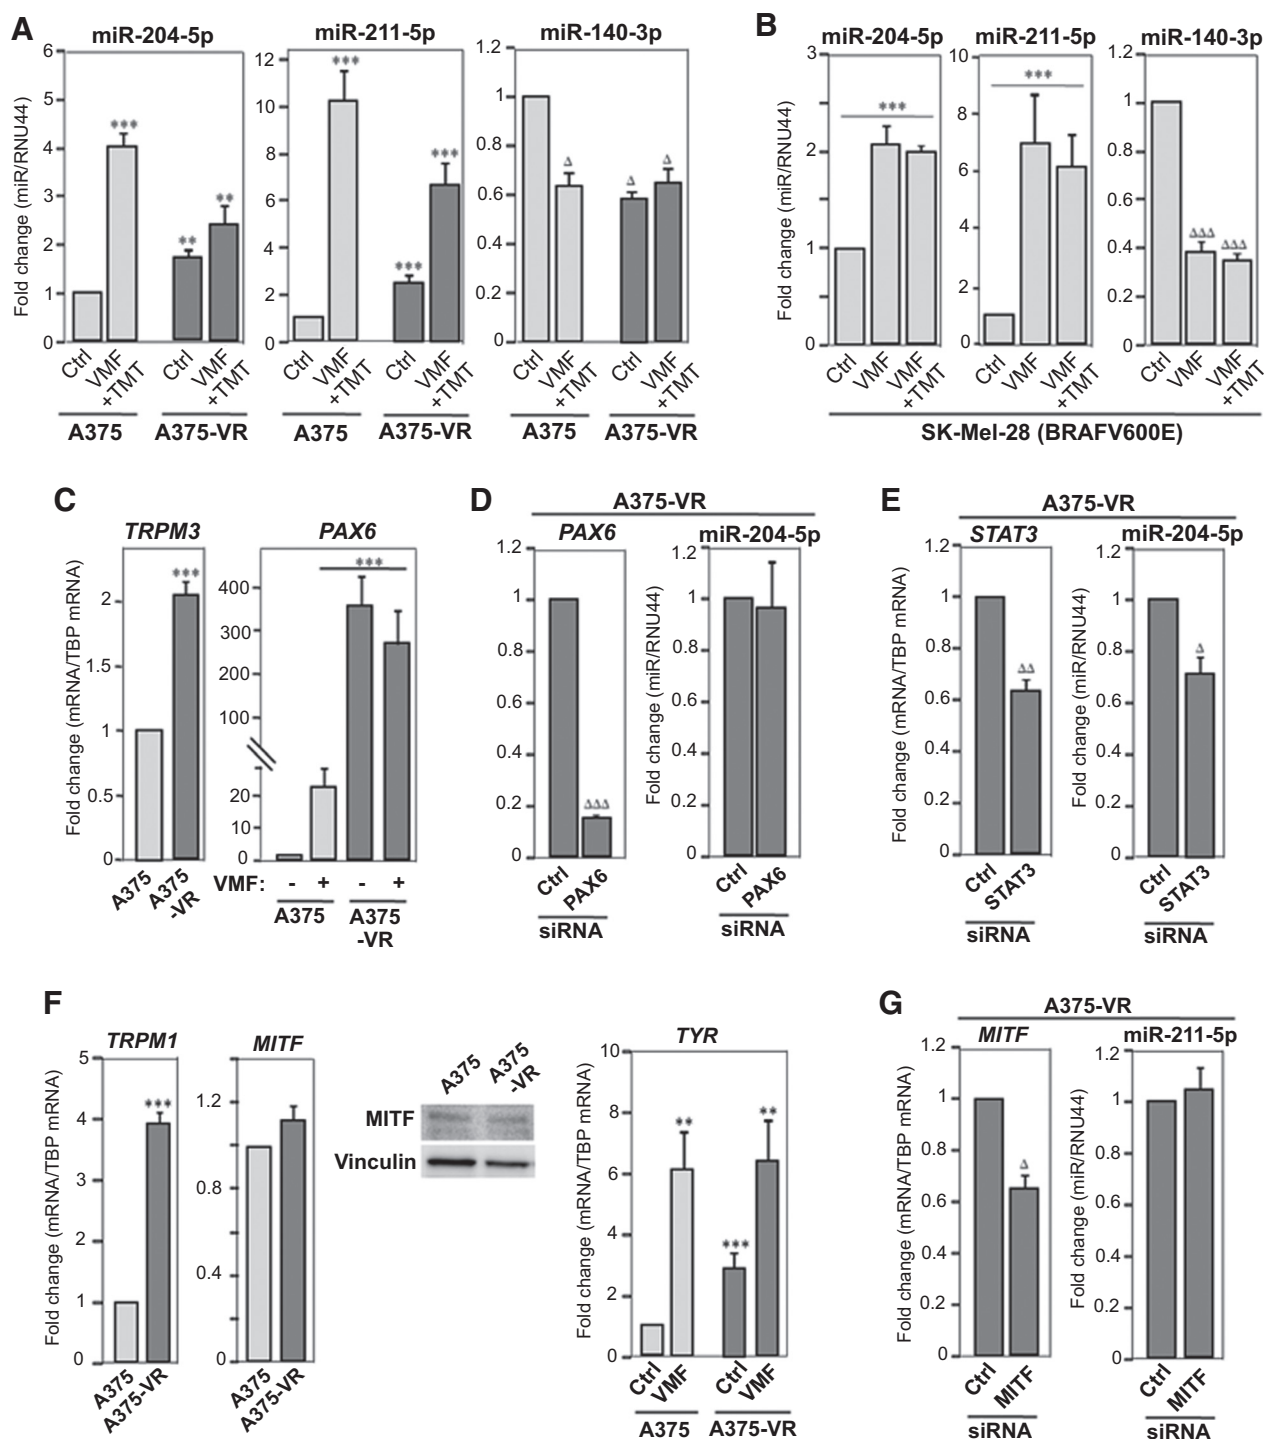 A
miR-204-5p
miR-211-5p
miR-140-3p
Fold change (miR/RNU44)
6
5
4
3
2
1
0
***
**
**
12
10
8
6
4
2
0
***
***
***
1.2
1
0.8
0.6
0.4
0.2
0
Δ
Δ
Δ
Ctrl
VMF
+TMT
Ctrl
VMF
+TMT
Ctrl
VMF
+TMT
Ctrl
VMF
+TMT
Ctrl
VMF
+TMT
Ctrl
VMF
+TMT
A375
A375-VR
A375
A375-VR
A375
A375-VR
B
miR-204-5p
miR-211-5p
miR-140-3p
Fold change (miR/RNU44)
3
2
1
0
***
10
8
6
4
2
0
***
1.2
1
0.8
0.6
0.4
0.2
0
ΔΔΔ
ΔΔΔ
Ctrl
VMF
VMF
+TMT
Ctrl
VMF
VMF
+TMT
Ctrl
VMF
VMF
+TMT
SK-Mel-28 (BRAFV600E)
C
TRPM3
PAX6
Fold change (mRNA/TBP mRNA)
2
1.5
1
0.5
0
***
400
300
200
100
20
10
0
***
A375
A375
-VR
VMF: - + - +
A375
A375
-VR
D
A375-VR
PAX6
miR-204-5p
1.2
1
0.8
0.6
0.4
0.2
0
ΔΔΔ
Fold change (miR/RNU44)
1.2
1
0.8
0.6
0.4
0.2
0
Ctrl
PAX6
Ctrl
PAX6
siRNA
siRNA
E
A375-VR
STAT3
miR-204-5p
Fold change (mRNA/TBP mRNA)
1.2
1
0.8
0.6
0.4
0.2
0
ΔΔ
Fold change (miR/RNU44)
1.2
1
0.8
0.6
0.4
0.2
0
Δ
Ctrl
STAT3
Ctrl
STAT3
siRNA
siRNA
F
TRPM1
MITF
Fold change (mRNA/TBP mRNA)
5
4
3
2
1
0
***
1.2
0.8
0.4
0
A375
A375-VR
A375
A375-VR
A375
A375
-VR
MITF
Vinculin
TYR
Fold change (mRNA/TBP mRNA)
10
8
6
4
2
0
**
***
**
Ctrl
VMF
Ctrl
VMF
A375
A375-VR
G
A375-VR
MITF
miR-211-5p
Fold change (mRNA/TBP mRNA)
1.2
1
0.8
0.6
0.4
0.2
0
Δ
Fold change (miR/RNU44)
1.2
1
0.8
0.6
0.4
0.2
0
Ctrl
MITF
Ctrl
MITF
siRNA
siRNA